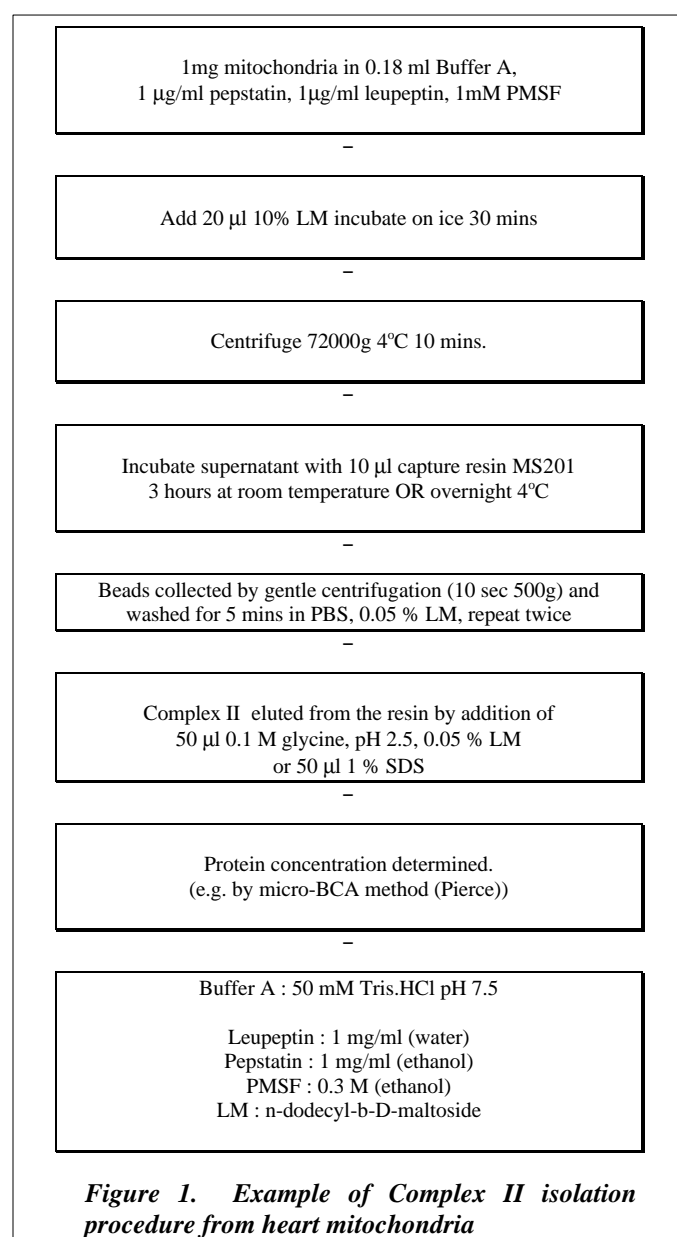 1mg mitochondria in 0.18 ml Buffer A,
1 μg/ml pepstatin, 1μg/ml leupeptin, 1mM PMSF
–
Add 20 μl 10% LM incubate on ice 30 mins
–
Centrifuge 72000g 4°C 10 mins.
–
Incubate supernatant with 10 μl capture resin MS201
3 hours at room temperature OR overnight 4°C
–
Beads collected by gentle centrifugation (10 sec 500g) and
washed for 5 mins in PBS, 0.05 % LM, repeat twice
–
Complex II eluted from the resin by addition of
50 μl 0.1 M glycine, pH 2.5, 0.05 % LM
or 50 μl 1 % SDS
–
Protein concentration determined.
(e.g. by micro-BCA method (Pierce))
–
Buffer A : 50 mM Tris.HCl pH 7.5
Leupeptin : 1 mg/ml (water)
Pepstatin : 1 mg/ml (ethanol)
PMSF : 0.3 M (ethanol)
LM : n-dodecyl-b-D-maltoside
Figure 1. Example of Complex II isolation
procedure from heart mitochondria